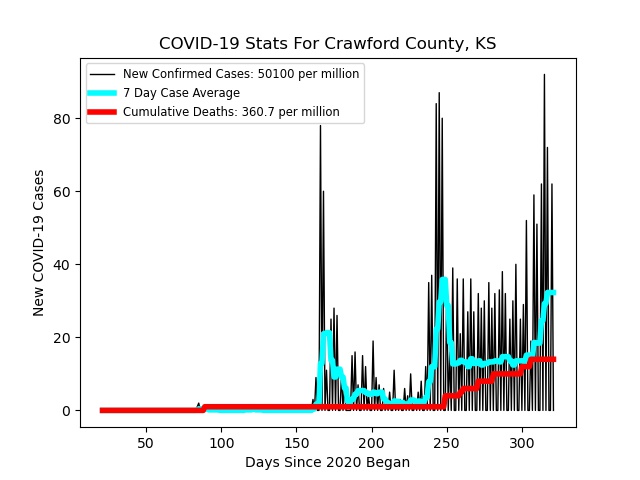 COVID-19 Stats For Crawford County, KS
New Confirmed Cases: 50100 per million
7 Day Case Average
Cumulative Deaths: 360.7 per million
New COVID-19 Cases
80
60
40
20
0
50 100 150 200 250 300
Days Since 2020 Began